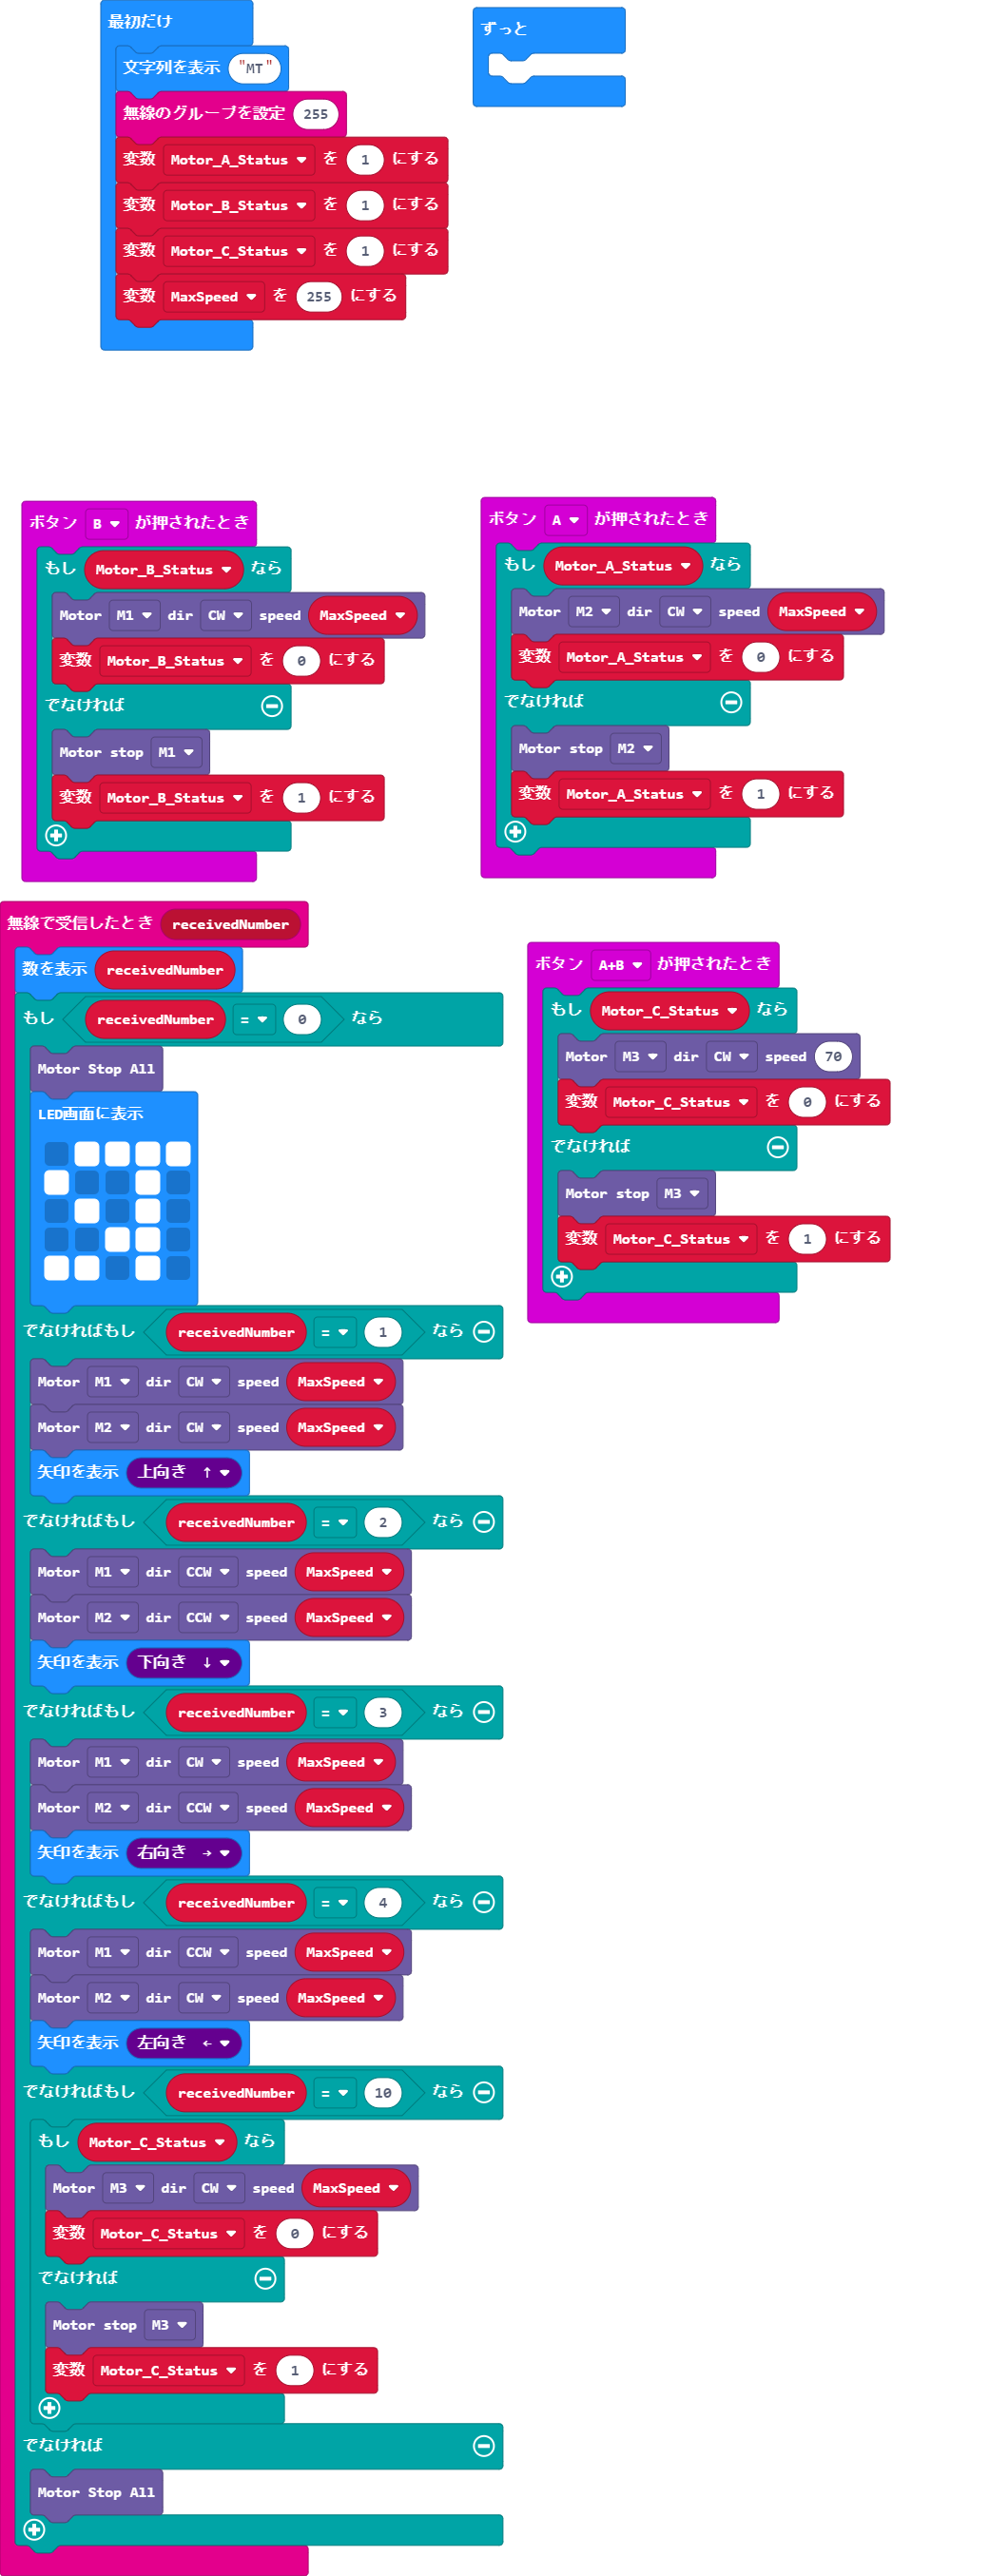 最初だけ
文字列を表示 "MT"
無線のグループを設定 255
変数 Motor_A_Status を 1 にする
変数 Motor_B_Status を 1 にする
変数 Motor_C_Status を 1 にする
変数 MaxSpeed を 255 にする
ずっと
ボタン B が押されたとき
もし Motor_B_Status なら
Motor M1 dir CW speed MaxSpeed
変数 Motor_B_Status を 0 にする
でなければ
Motor stop M1
変数 Motor_B_Status を 1 にする
ボタン A が押されたとき
もし Motor_A_Status なら
Motor M2 dir CW speed MaxSpeed
変数 Motor_A_Status を 0 にする
でなければ
Motor stop M2
変数 Motor_A_Status を 1 にする
無線で受信したとき receivedNumber
数を表示 receivedNumber
もし receivedNumber = 0 なら
Motor Stop All
LED画面に表示
でなければもし receivedNumber = 1 なら
Motor M1 dir CW speed MaxSpeed
Motor M2 dir CW speed MaxSpeed
矢印を表示 上向き ↑
でなければもし receivedNumber = 2 なら
Motor M1 dir CCW speed MaxSpeed
Motor M2 dir CCW speed MaxSpeed
矢印を表示 下向き ↓
でなければもし receivedNumber = 3 なら
Motor M1 dir CW speed MaxSpeed
Motor M2 dir CCW speed MaxSpeed
矢印を表示 右向き →
でなければもし receivedNumber = 4 なら
Motor M1 dir CCW speed MaxSpeed
Motor M2 dir CW speed MaxSpeed
矢印を表示 左向き ←
でなければもし receivedNumber = 10 なら
もし Motor_C_Status なら
Motor M3 dir CW speed MaxSpeed
変数 Motor_C_Status を 0 にする
でなければ
Motor stop M3
変数 Motor_C_Status を 1 にする
でなければ
Motor Stop All
ボタン A+B が押されたとき
もし Motor_C_Status なら
Motor M3 dir CW speed 70
変数 Motor_C_Status を 0 にする
でなければ
Motor stop M3
変数 Motor_C_Status を 1 にする